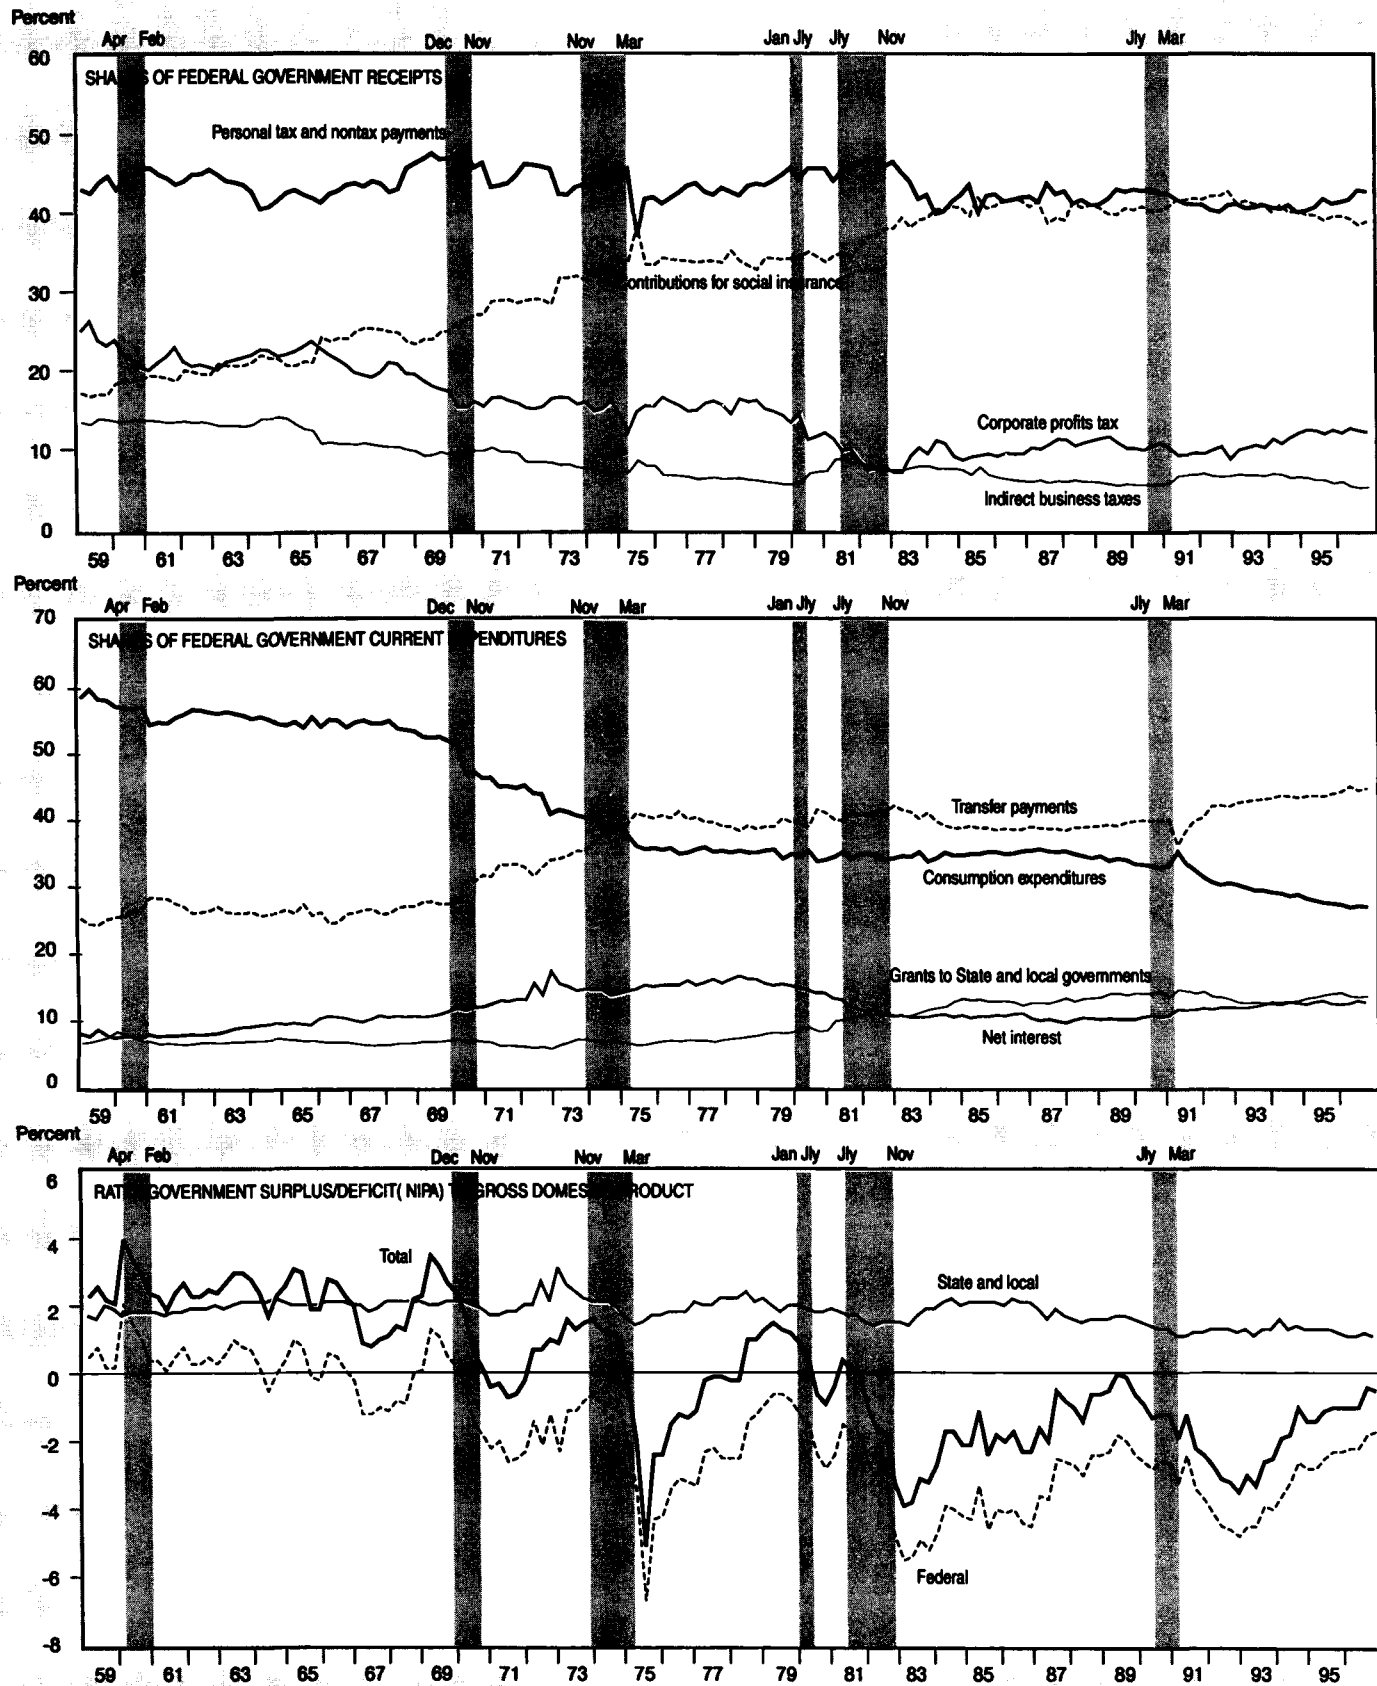 Percent
Apr Feb Dec Nov Nov Mar Jan Jly Jly Nov Jly Mar
60
SHA S OF FEDERAL GOVERNMENT RECEIPTS
Personal tax and nontax payments
50
40
30
ontributions for social insurance
20
Corporate profits tax
10
Indirect business taxes
0
59 61 63 65 67 69 71 73 75 77 79 81 83 85 87 89 91 93 95
Percent
Apr Feb Dec Nov Nov Mar Jan Jly Jly Nov Jly Mar
70
SHA S OF FEDERAL GOVERNMENT CURRENT PENDITURES
60
50
40
Transfer payments
30
Consumption expenditures
20
Grants to State and local governments
10
Net interest
0
59 61 63 65 67 69 71 73 75 77 79 81 83 85 87 89 91 93 95
Percent
Apr Feb Dec Nov Nov Mar Jan Jly Jly Nov Jly Mar
6
RAT GOVERNMENT SURPLUS/DEFICIT( NIPA) T GROSS DOMES RODUCT
4
Total
State and local
2
0
-2
-4
-6
Federal
-8
59 61 63 65 67 69 71 73 75 77 79 81 83 85 87 89 91 93 95